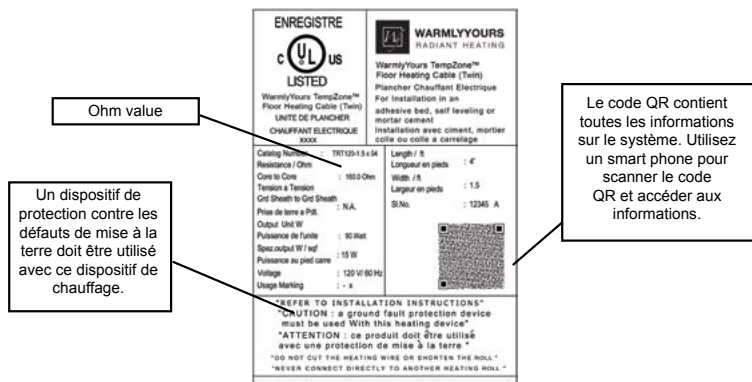 ENREGISTRE
C UL US
LISTED
WarmlyYours TempZone™
Floor Heating Cable (Twin)
UNITE DE PLANCHER
CHAUFFANT ELECTRIQUE
XXXX
WARMLYYOURS
RADIANT HEATING
WarmlyYours TempZone™
Floor Heating Cable (Twin)
Plancher Chauffant Electrique
For Installation in an
adhesive bed, self leveling or
mortar cement
Installation avec ciment, mortier
colle ou colle a carrelage
Ohm value
Catalog Number : TRT120-1.5 x 04
Resistance / Ohm
Core to Core : 160.0 Ohm
Tension a Tension
Grd Sheath to Grd Sheath : N.A.
Prise de terre a Pdt.
Output Unit W
Puissance de l'unite : 90 Watt
Spez.output W / sqf : 15 W
Puissance au pied carre
Voltage : 120 V/ 60 Hz
Usage Marking : - x
Length / ft
Longueur en pieds : 4'
Width / ft
Largeur en pieds : 1.5
Sl.No. : 12345 A
Un dispositif de
protection contre les
défauts de mise à la
terre doit être utilisé
avec ce dispositif de
chauffage.
Le code QR contient
toutes les informations
sur le système. Utilisez
un smart phone pour
scanner le code
QR et accéder aux
informations.
"REFER TO INSTALLATION INSTRUCTIONS"
"CAUTION : a ground fault protection device
must be used With this heating device"
"ATTENTION : ce produit doit être utilisé
avec une protection de mise à la terre "
"DO NOT CUT THE HEATING WIRE OR SHORTEN THE ROLL "
"NEVER CONNECT DIRECTLY TO ANOTHER HEATING ROLL "